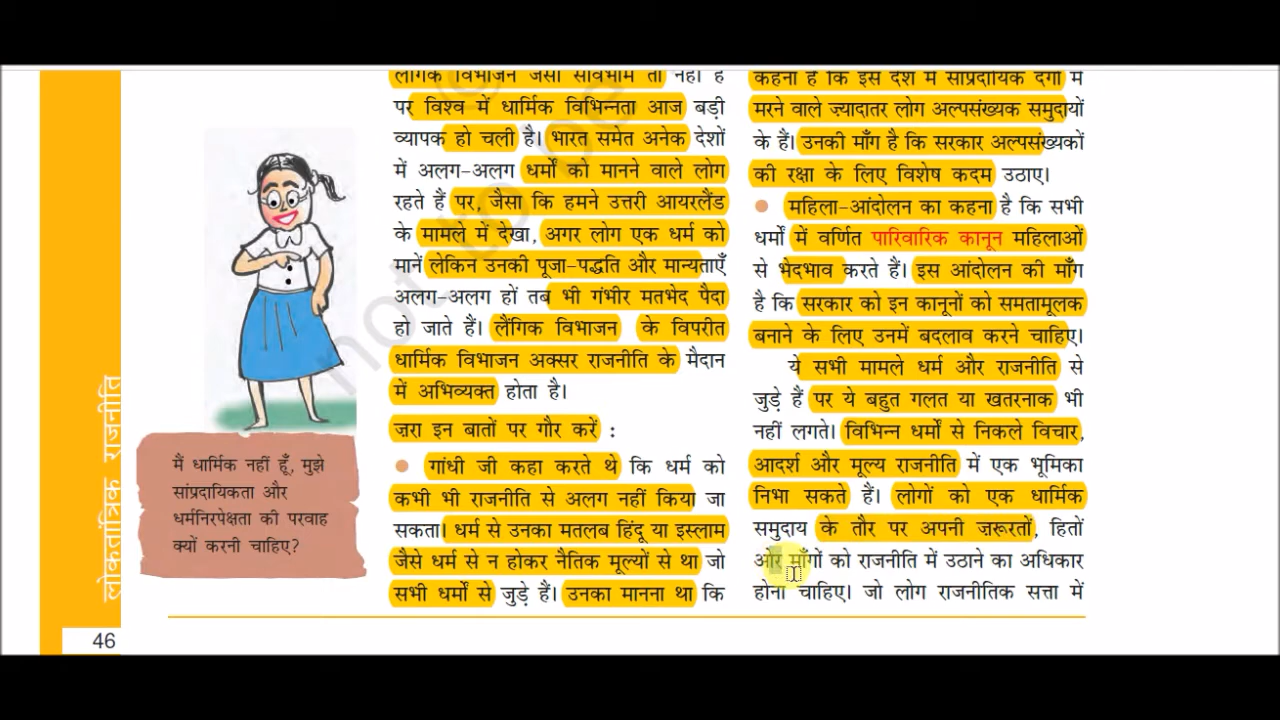 लैंगिक विभाजन जैसा सार्वभौम तो नहीं है
पर विश्व में धार्मिक विभिन्नता आज बड़ी
व्यापक हो चली है। भारत समेत अनेक देशों
में अलग-अलग धर्मों को मानने वाले लोग
रहते हैं पर, जैसा कि हमने उत्तरी आयरलैंड
के मामले में देखा, अगर लोग एक धर्म को
मानें लेकिन उनकी पूजा-पद्धति और मान्यताएँ
अलग-अलग हों तब भी गंभीर मतभेद पैदा
हो जाते हैं। लैंगिक विभाजन के विपरीत
धार्मिक विभाजन अक्सर राजनीति के मैदान
में अभिव्यक्त होता है।
ज़रा इन बातों पर गौर करें :
● गांधी जी कहा करते थे कि धर्म को
कभी भी राजनीति से अलग नहीं किया जा
सकता। धर्म से उनका मतलब हिंदू या इस्लाम
जैसे धर्म से न होकर नैतिक मूल्यों से था जो
सभी धर्मों से जुड़े हैं। उनका मानना था कि
कहना है कि इस देश में सांप्रदायिक दंगों में
मरने वाले ज्यादातर लोग अल्पसंख्यक समुदायों
के हैं। उनकी माँग है कि सरकार अल्पसंख्यकों
की रक्षा के लिए विशेष कदम उठाए।
● महिला-आंदोलन का कहना है कि सभी
धर्मों में वर्णित पारिवारिक कानून महिलाओं
से भेदभाव करते हैं। इस आंदोलन की माँग
है कि सरकार को इन कानूनों को समतामूलक
बनाने के लिए उनमें बदलाव करने चाहिए।
ये सभी मामले धर्म और राजनीति से
जुड़े हैं पर ये बहुत गलत या खतरनाक भी
नहीं लगते। विभिन्न धर्मों से निकले विचार,
आदर्श और मूल्य राजनीति में एक भूमिका
निभा सकते हैं। लोगों को एक धार्मिक
समुदाय के तौर पर अपनी ज़रूरतों, हितों
और माँगों को राजनीति में उठाने का अधिकार
होना चाहिए। जो लोग राजनीतिक सत्ता में
मैं धार्मिक नहीं हूँ, मुझे
सांप्रदायिकता और
धर्मनिरपेक्षता की परवाह
क्यों करनी चाहिए?
लोकतांत्रिक राजनीति
46
not to be
©